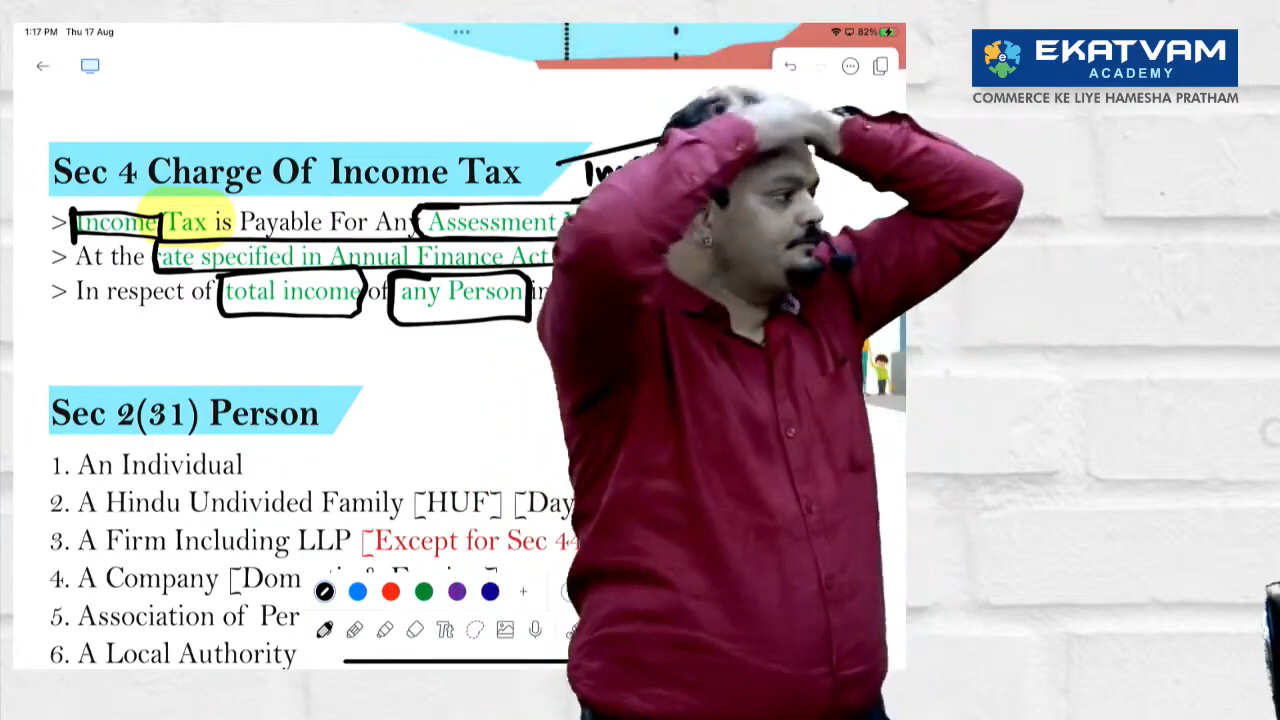 1:17 PM Thu 17 Aug
82%
EKATVAM
ACADEMY
COMMERCE KE LIYE HAMESHA PRATHAM
Sec 4 Charge Of Income Tax
> Income Tax is Payable For Any Assessment
> At the rate specified in Annual Finance Act
> In respect of total income of any Person in
Sec 2(31) Person
1. An Individual
2. A Hindu Undivided Family [HUF] [Day
3. A Firm Including LLP [Except for Sec 44
4. A Company [Dom
5. Association of Per
6. A Local Authority